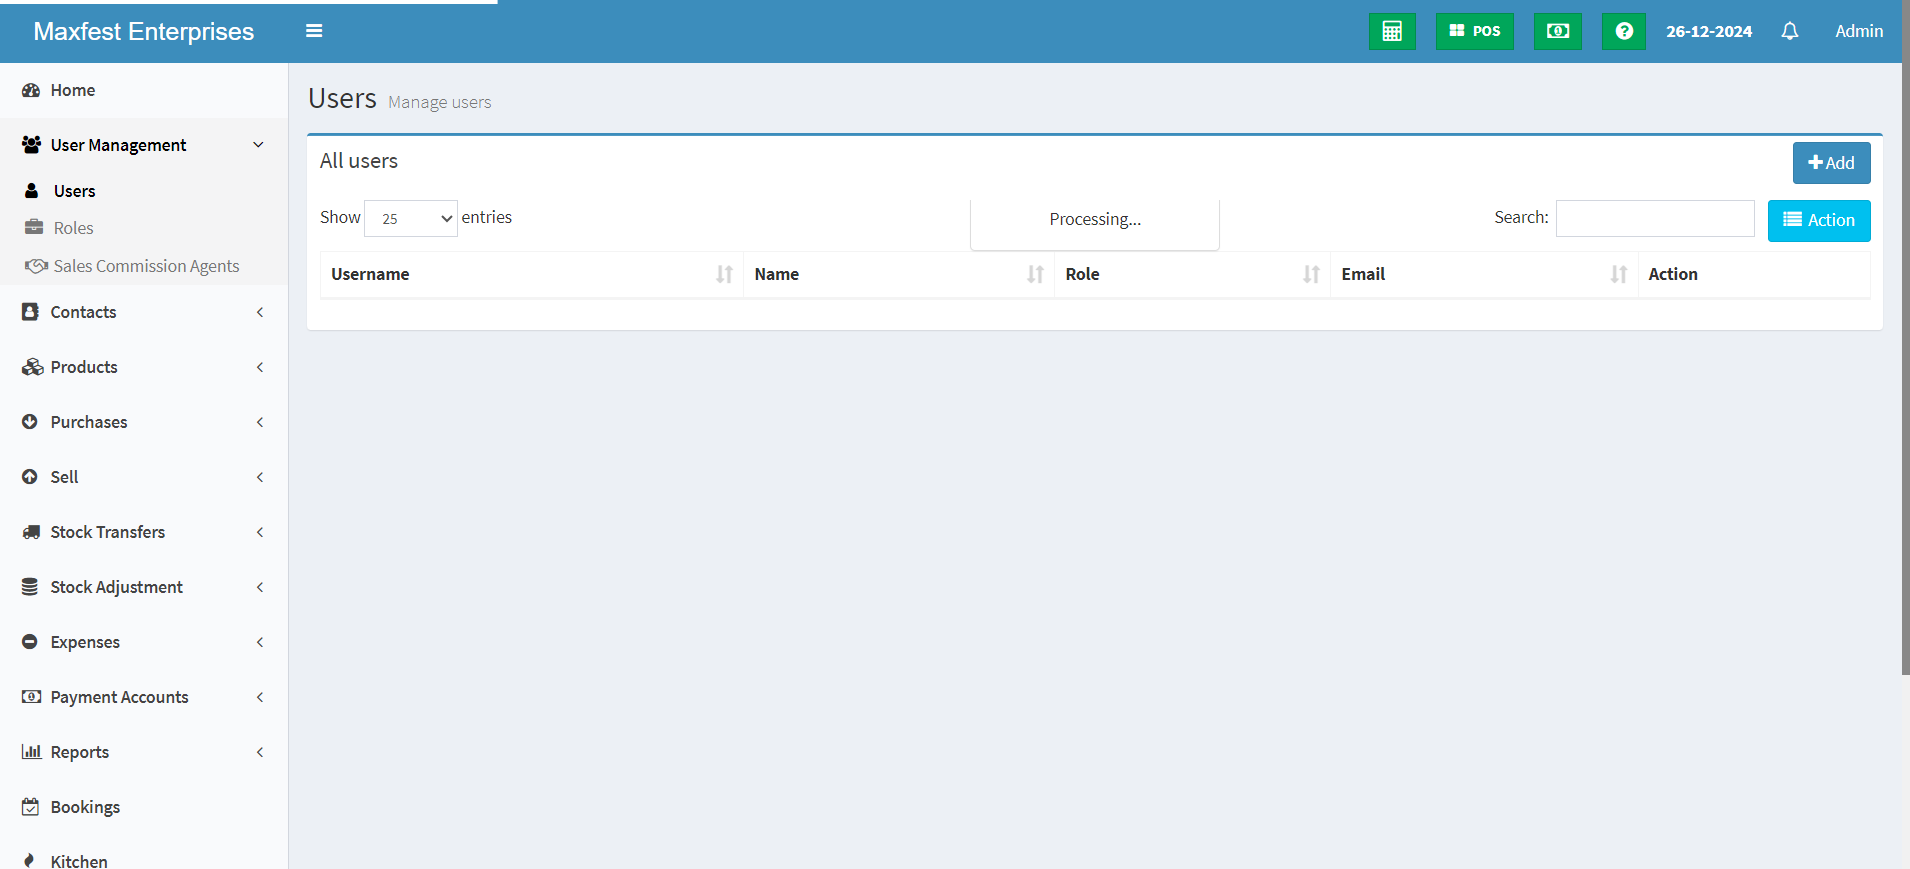 Maxfest Enterprises
POS
26-12-2024
Admin
Home
User Management
Users
Roles
Sales Commission Agents
Contacts
Products
Purchases
Sell
Stock Transfers
Stock Adjustment
Expenses
Payment Accounts
Reports
Bookings
Kitchen
Users Manage users
All users
Add
Show 25 entries
Processing...
Search:
Action
Username Name Role Email Action